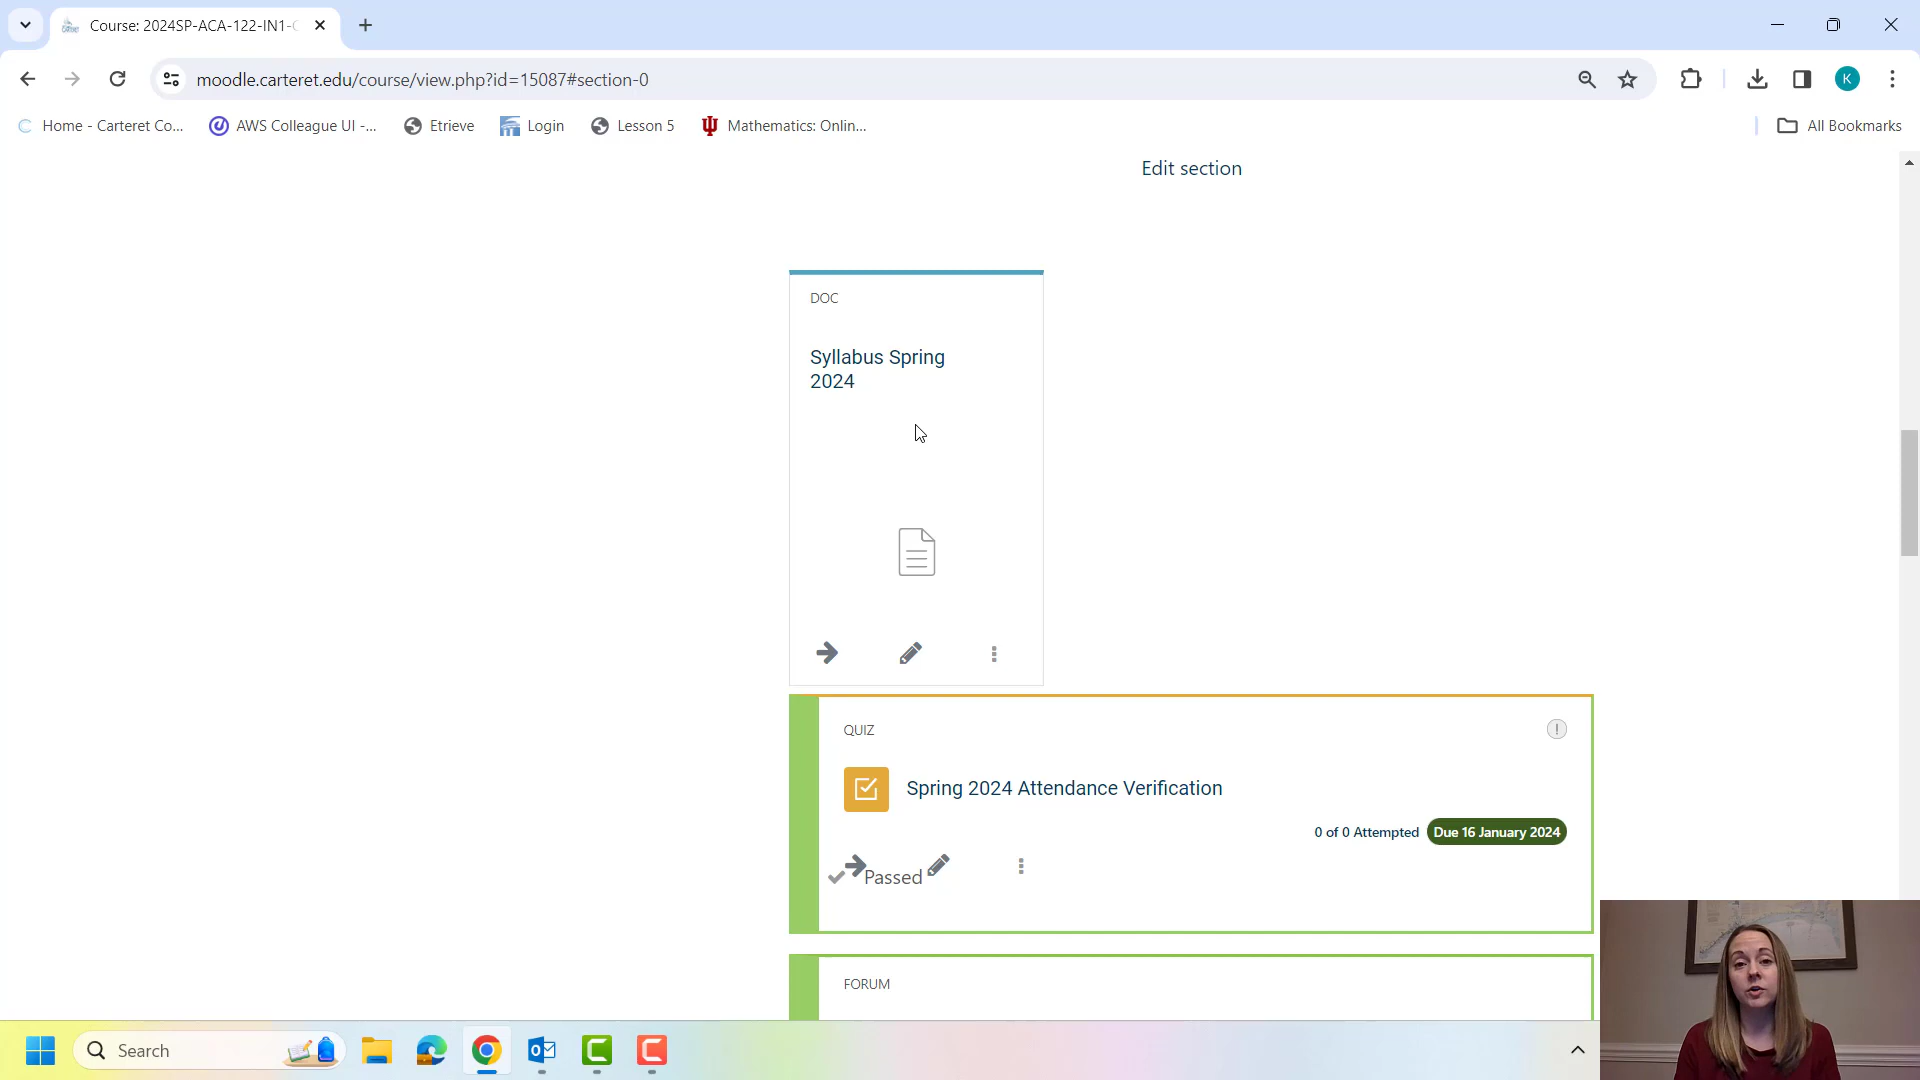 Course: 2024SP-ACA-122-IN1-
moodle.carteret.edu/course/view.php?id=15087#section-0
K
Home - Carteret Co...
AWS Colleague UI -...
Etrieve
Login
Lesson 5
Mathematics: Onlin...
All Bookmarks
Edit section
DOC
Syllabus Spring
2024
QUIZ
Spring 2024 Attendance Verification
0 of 0 Attempted
Due 16 January 2024
Passed
FORUM
Search